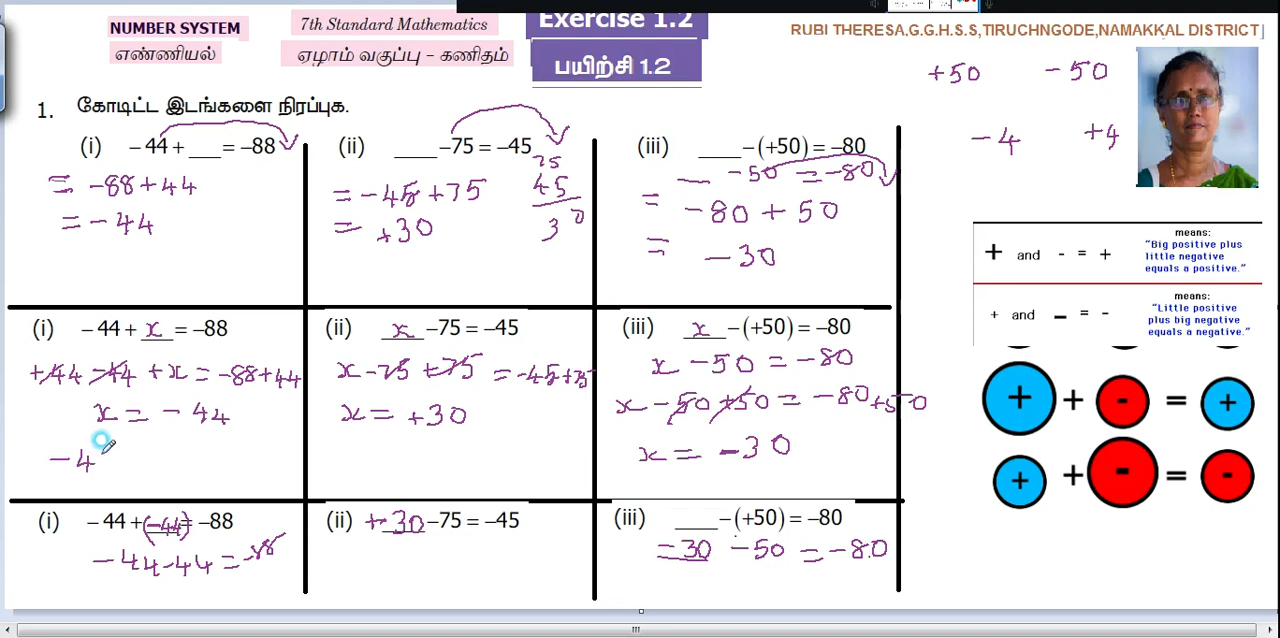 NUMBER SYSTEM
எண்ணியல்
7th Standard Mathematics
ஏழாம் வகுப்பு – கணிதம்
Exercise 1.2
பயிற்சி 1.2
RUBI THERESA,G.G.H.S.S,TIRUCHNGODE,NAMAKKAL DISTRICT
+50 -50
-4 +4
1. கோடிட்ட இடங்களை நிரப்புக.
(i) –44 + ___ = –88
= -88+44
= -44
(ii) ____ –75 = –45
75
45
30
= -45 +75
= +30
(iii) ____ –(+50) = –80
__ -50 = -80
= -80 + 50
= -30
+ and - = +
means:
"Big positive plus
little negative
equals a positive."
+ and - = -
means:
"Little positive
plus big negative
equals a negative."
+ + - = +
+ + - = -
(i) –44 + x = –88
+44 -44 +x = -88+44
x = -44
-4
(ii) x –75 = –45
x -75 +75 = -45+75
x = +30
(iii) x –(+50) = –80
x -50 = -80
x -50 +50 = -80+50
x = -30
(i) –44 + (-44) = –88
-44-44 = -88
(ii) +30 –75 = –45
(iii) ____ –(+50) = –80
=30 -50 = -80